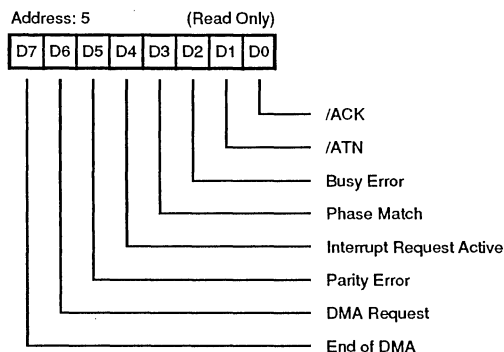 Address: 5 (Read Only)
D7 D6 D5 D4 D3 D2 D1 D0
/ACK
/ATN
Busy Error
Phase Match
Interrupt Request Active
Parity Error
DMA Request
End of DMA